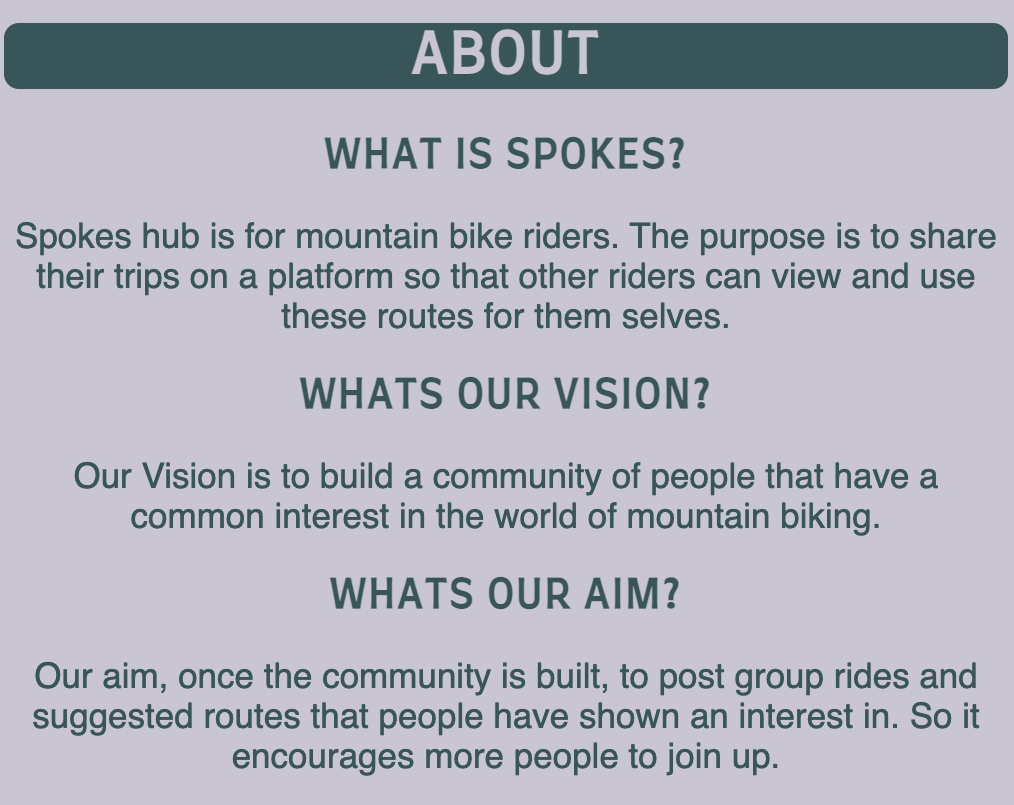 ABOUT
WHAT IS SPOKES?
Spokes hub is for mountain bike riders. The purpose is to share
their trips on a platform so that other riders can view and use
these routes for them selves.
WHATS OUR VISION?
Our Vision is to build a community of people that have a
common interest in the world of mountain biking.
WHATS OUR AIM?
Our aim, once the community is built, to post group rides and
suggested routes that people have shown an interest in. So it
encourages more people to join up.